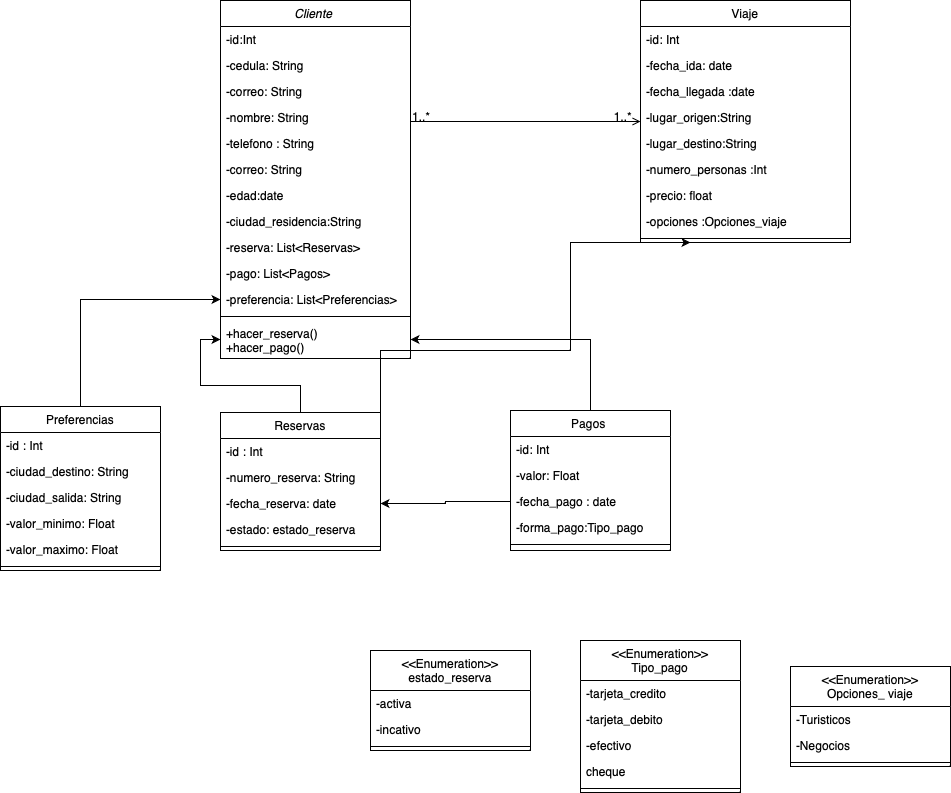 Cliente
-id:Int
-cedula: String
-correo: String
-nombre: String
-telefono : String
-correo: String
-edad:date
-ciudad_residencia:String
-reserva: List<Reservas>
-pago: List<Pagos>
-preferencia: List<Preferencias>
+hacer_reserva()
+hacer_pago()
1..*
1..*
Viaje
-id: Int
-fecha_ida: date
-fecha_llegada :date
-lugar_origen:String
-lugar_destino:String
-numero_personas :Int
-precio: float
-opciones :Opciones_viaje
Preferencias
-id : Int
-ciudad_destino: String
-ciudad_salida: String
-valor_minimo: Float
-valor_maximo: Float
Reservas
-id : Int
-numero_reserva: String
-fecha_reserva: date
-estado: estado_reserva
Pagos
-id: Int
-valor: Float
-fecha_pago : date
-forma_pago:Tipo_pago
<<Enumeration>>
estado_reserva
-activa
-incativo
<<Enumeration>>
Tipo_pago
-tarjeta_credito
-tarjeta_debito
-efectivo
cheque
<<Enumeration>>
Opciones_ viaje
-Turisticos
-Negocios